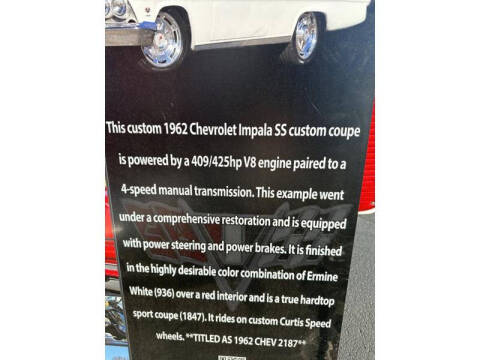 This custom 1962 Chevrolet Impala SS custom coupe
is powered by a 409/425hp V8 engine paired to a
4-speed manual transmission. This example went
under a comprehensive restoration and is equipped
with power steering and power brakes. It is finished
in the highly desirable color combination of Ermine
White (936) over a red interior and is a true hardtop
sport coupe (1847). It rides on custom Curtis Speed
wheels. **TITLED AS 1962 CHEV 2187**